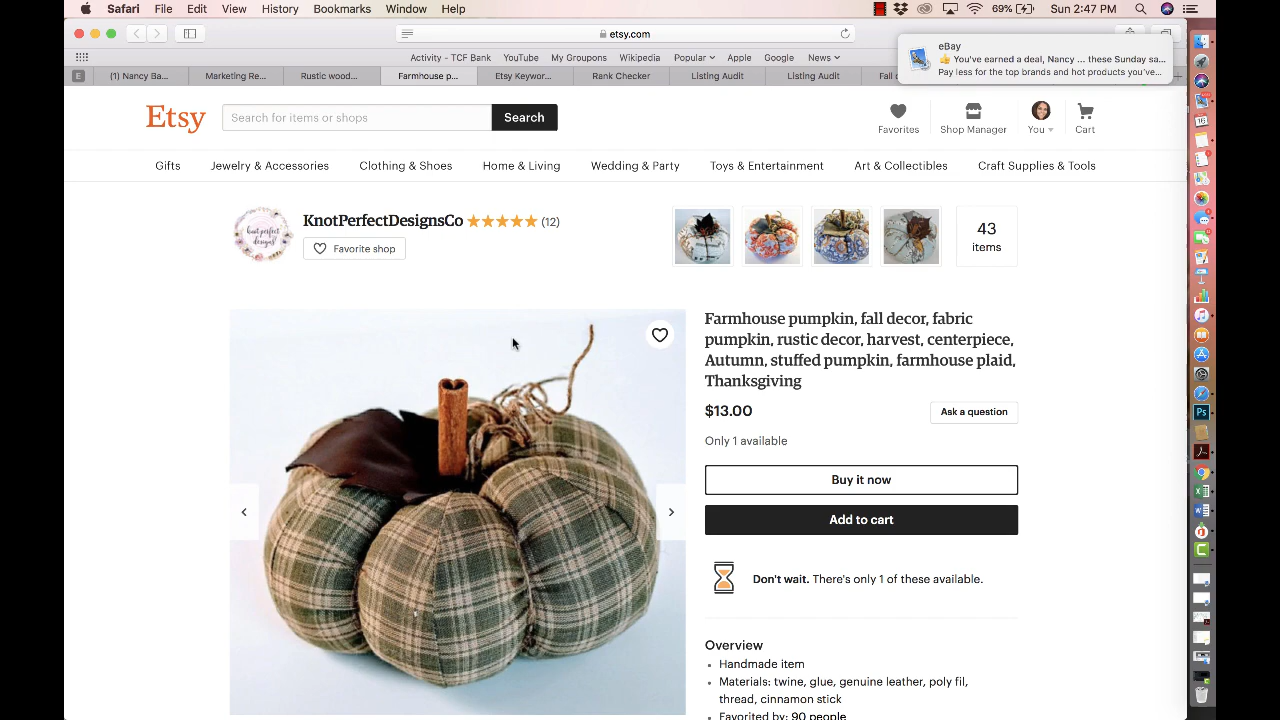 Safari File Edit View History Bookmarks Window Help
69% Sun 2:47 PM
etsy.com
Activity - TCF Bank YouTube My Groupons Wikipedia Popular Apple Google News
E (1) Nancy Ba... Marketing Re... Rustic wood... Farmhouse p... Etsy Keywor... Rank Checker Listing Audit Listing Audit Fall
eBay
👍 You've earned a deal, Nancy ... these Sunday sa...
Pay less for the top brands and hot products you've...
Etsy
Search for items or shops
Search
Favorites
Shop Manager
You
Cart
Gifts Jewelry & Accessories Clothing & Shoes Home & Living Wedding & Party Toys & Entertainment Art & Collectibles Craft Supplies & Tools
knot perfect
designs
KnotPerfectDesignsCo ★★★★★ (12)
Favorite shop
43
items
Farmhouse pumpkin, fall decor, fabric
pumpkin, rustic decor, harvest, centerpiece,
Autumn, stuffed pumpkin, farmhouse plaid,
Thanksgiving
$13.00
Ask a question
Only 1 available
Buy it now
Add to cart
Don't wait. There's only 1 of these available.
Overview
Handmade item
Materials: twine, glue, genuine leather, poly fil,
thread, cinnamon stick
Favorited by: 90 people
Ps